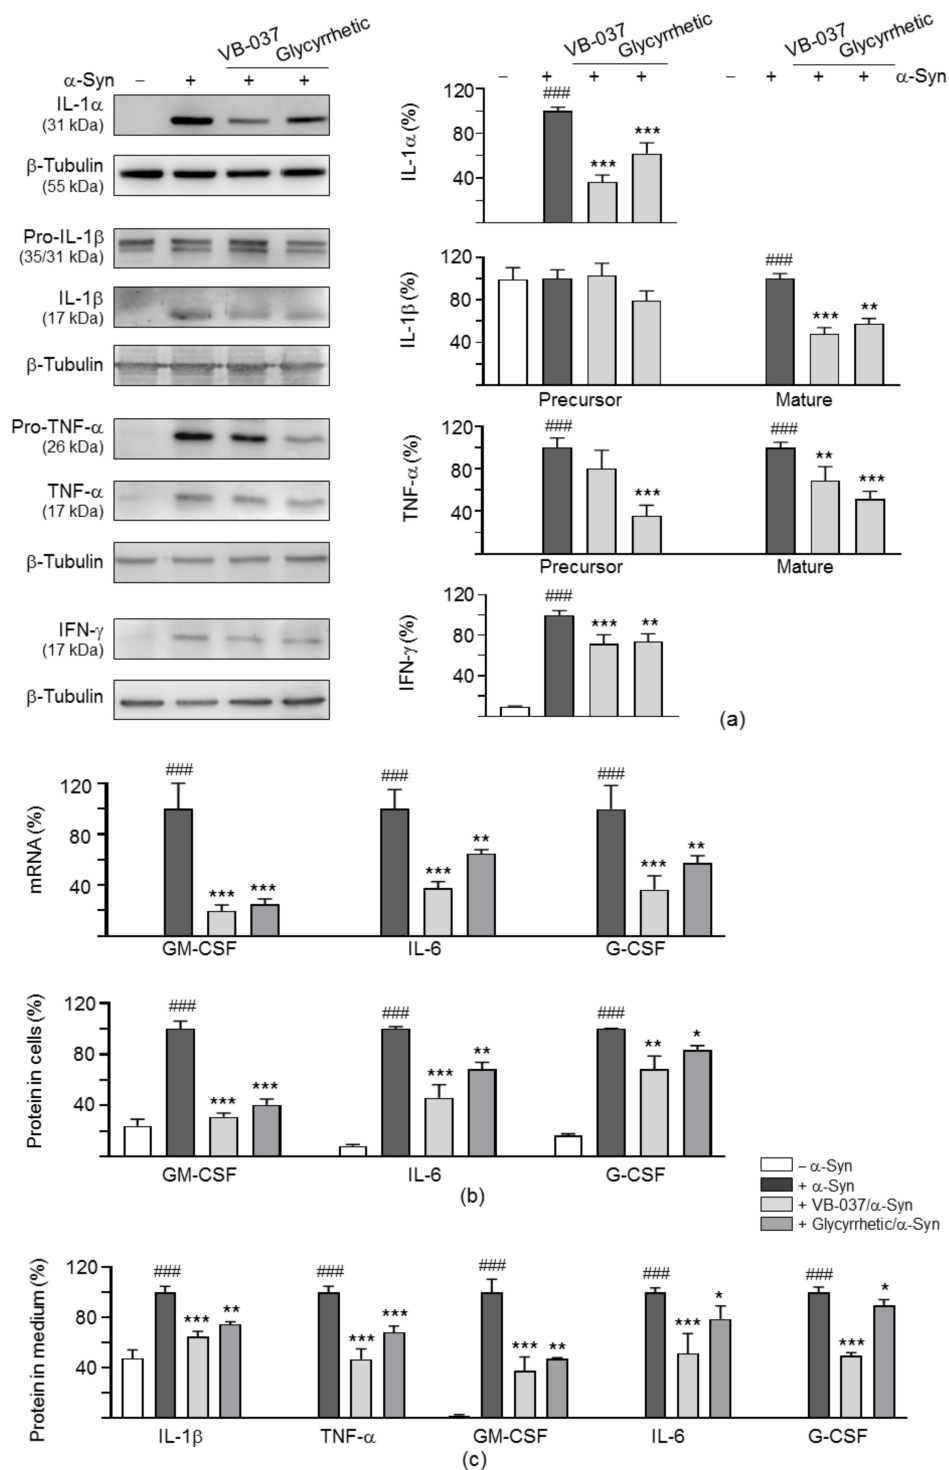 VB-037
Glycyrrhetic
α-Syn – + + +
IL-1α
(31 kDa)
β-Tubulin
(55 kDa)
Pro-IL-1β
(35/31 kDa)
IL-1β
(17 kDa)
β-Tubulin
Pro-TNF-α
(26 kDa)
TNF-α
(17 kDa)
β-Tubulin
IFN-γ
(17 kDa)
β-Tubulin
VB-037
Glycyrrhetic
VB-037
Glycyrrhetic
– + + + – + + + α-Syn
IL-1α (%)
120
80
40
###
***
***
IL-1β (%)
120
80
40
###
***
**
Precursor Mature
TNF-α (%)
120
80
40
###
***
###
**
***
Precursor Mature
IFN-γ (%)
120
80
40
###
***
**
(a)
mRNA (%)
120
80
40
###
***
***
###
***
**
###
***
**
GM-CSF IL-6 G-CSF
Protein in cells (%)
120
80
40
###
***
***
###
***
**
###
**
*
GM-CSF IL-6 G-CSF
(b)
– α-Syn
+ α-Syn
+ VB-037/α-Syn
+ Glycyrrhetic/α-Syn
Protein in medium (%)
120
80
40
###
***
**
###
***
***
###
***
**
###
***
*
###
***
*
IL-1β TNF-α GM-CSF IL-6 G-CSF
(c)